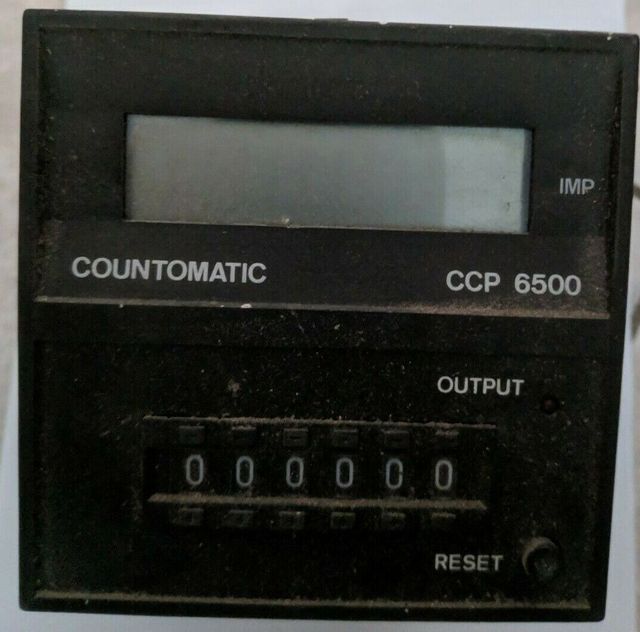 IMP
COUNTOMATIC CCP 6500
OUTPUT
000000
RESET